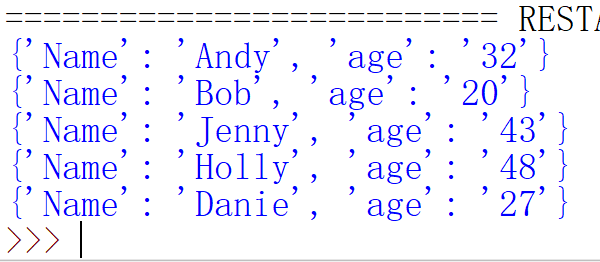 ========================== RESTA
{'Name': 'Andy', 'age': '32'}
{'Name': 'Bob', 'age': '20'}
{'Name': 'Jenny', 'age': '43'}
{'Name': 'Holly', 'age': '48'}
{'Name': 'Danie', 'age': '27'}
>>>